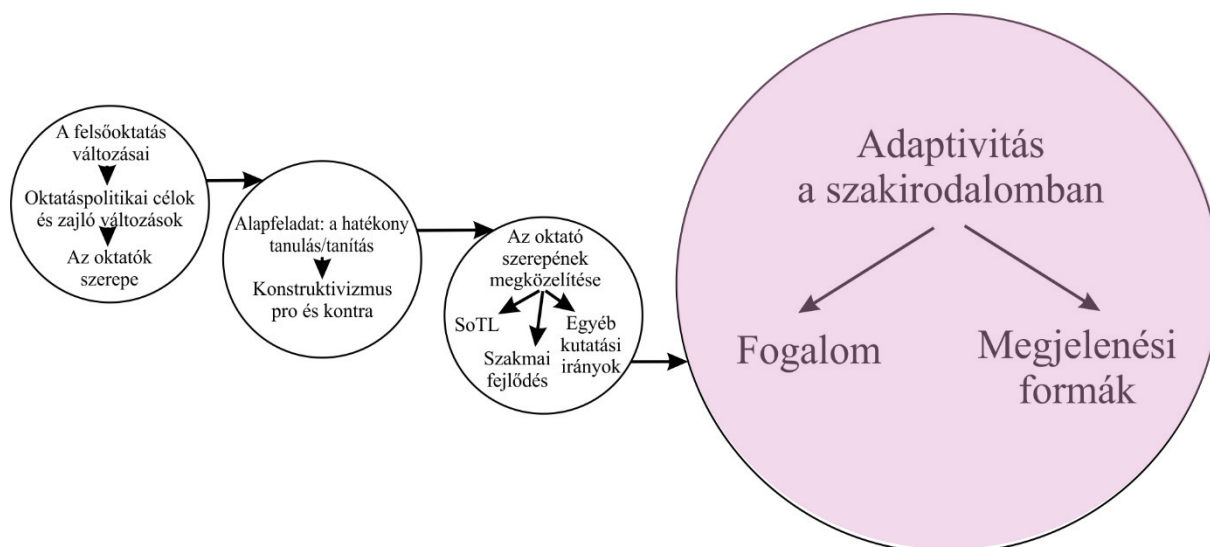 A felsőoktatás
változásai
Oktatáspolitikai célok
és zajló változások
Az oktatók
szerepe
Alapfeladat: a hatékony
tanulás/tanítás
Konstruktivizmus
pro és kontra
Az oktató
szerepének
megközelítése
SoTL
Szakmai
fejlődés
Egyéb
kutatási
irányok
Adaptivitás
a szakirodalomban
Fogalom
Megjelenési
formák